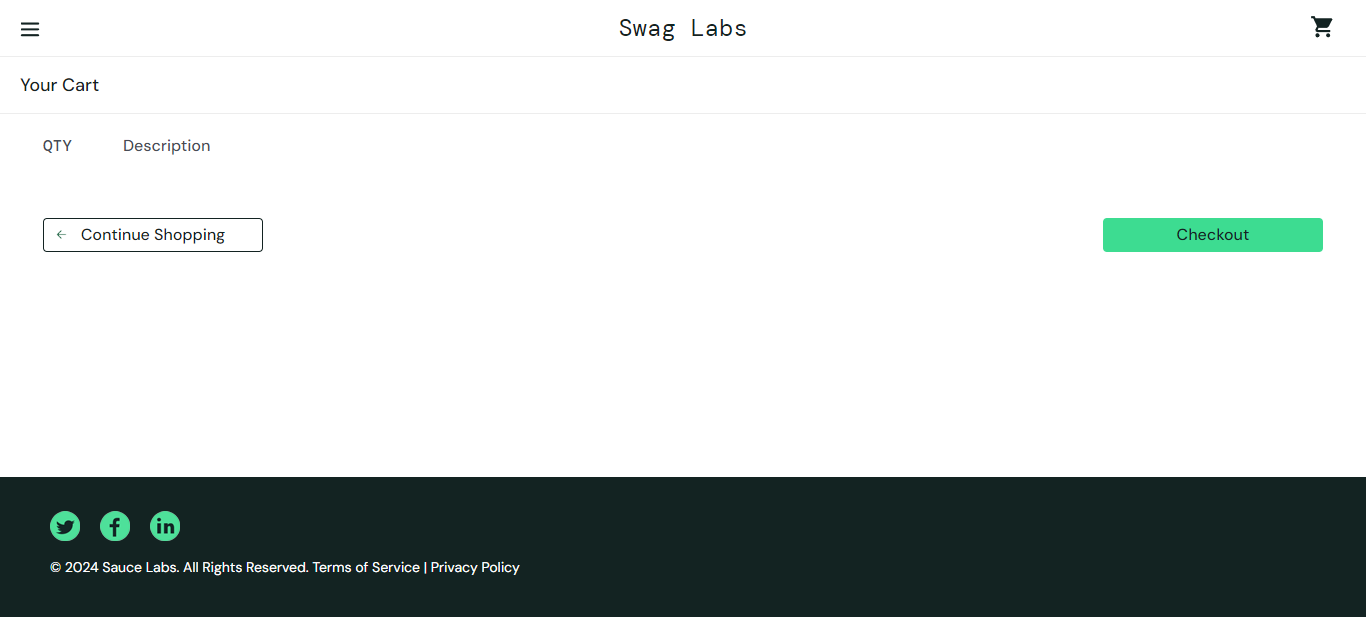 Swag Labs
Your Cart
QTY Description
Continue Shopping Checkout
© 2024 Sauce Labs. All Rights Reserved. Terms of Service | Privacy Policy